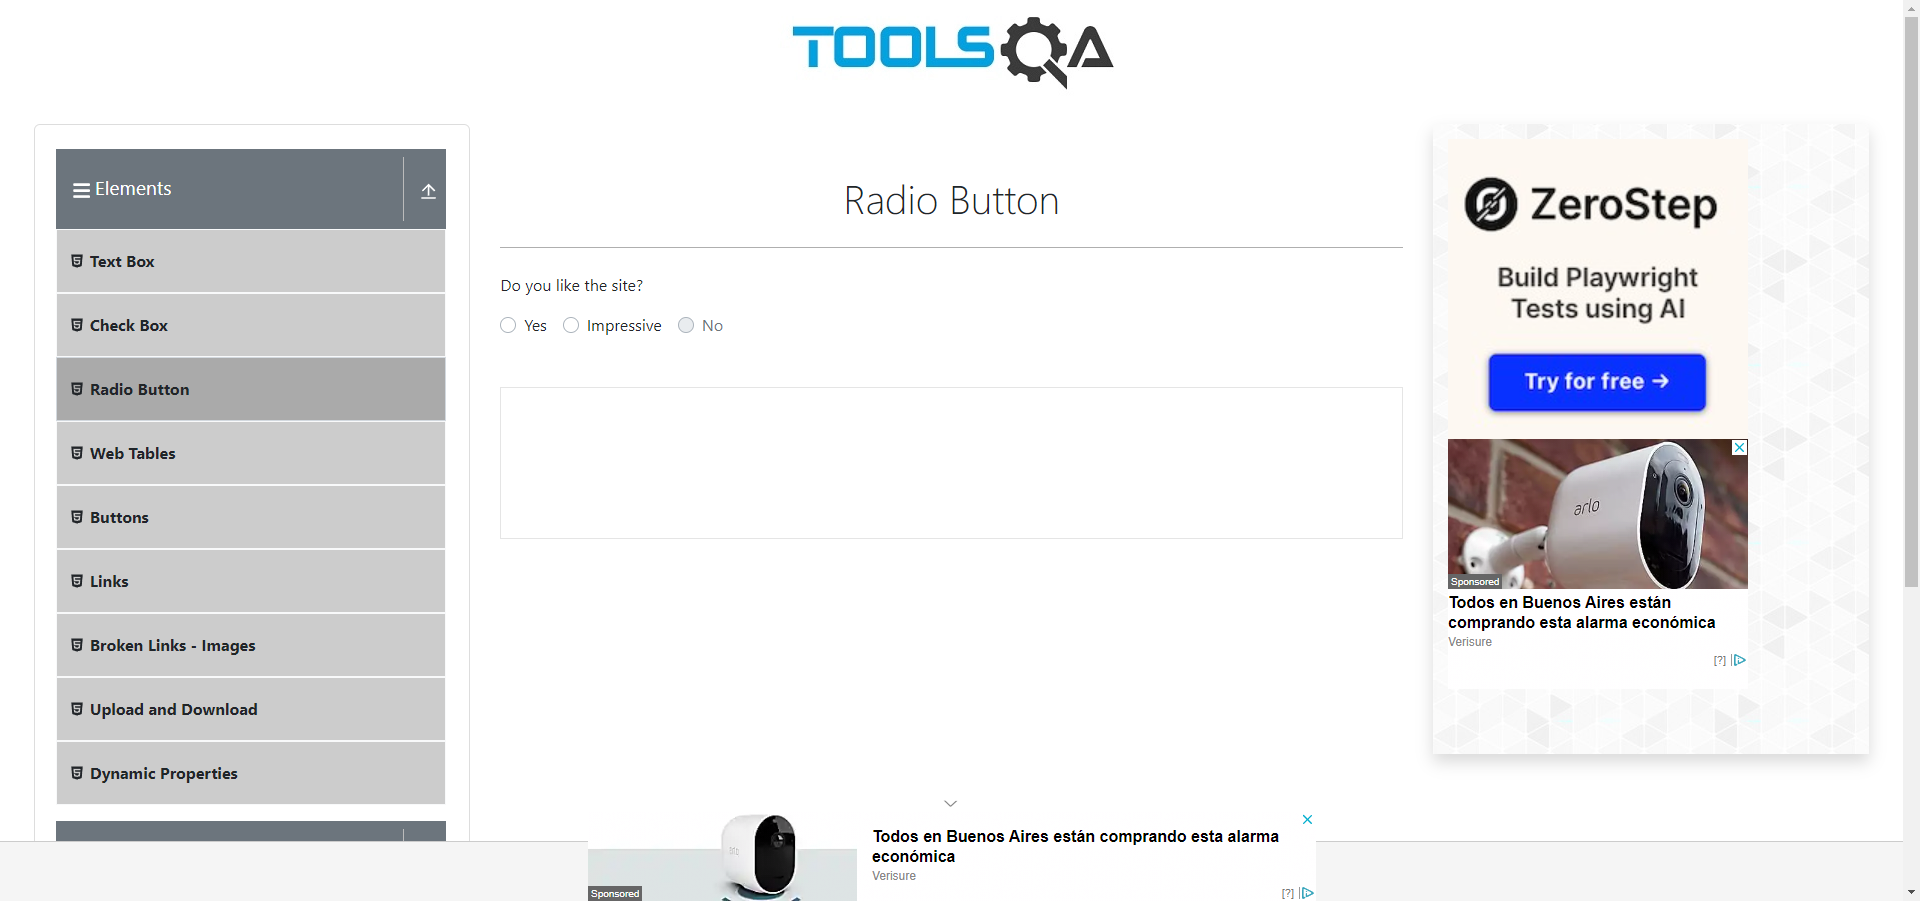 TOOLSQA
Elements
Text Box
Check Box
Radio Button
Web Tables
Buttons
Links
Broken Links - Images
Upload and Download
Dynamic Properties
Radio Button
Do you like the site?
Yes Impressive No
ZeroStep
Build Playwright
Tests using AI
Try for free →
arlo
Sponsored
Todos en Buenos Aires están
comprando esta alarma económica
Verisure
[?]
arlo
Sponsored
Todos en Buenos Aires están comprando esta alarma
económica
Verisure
[?]